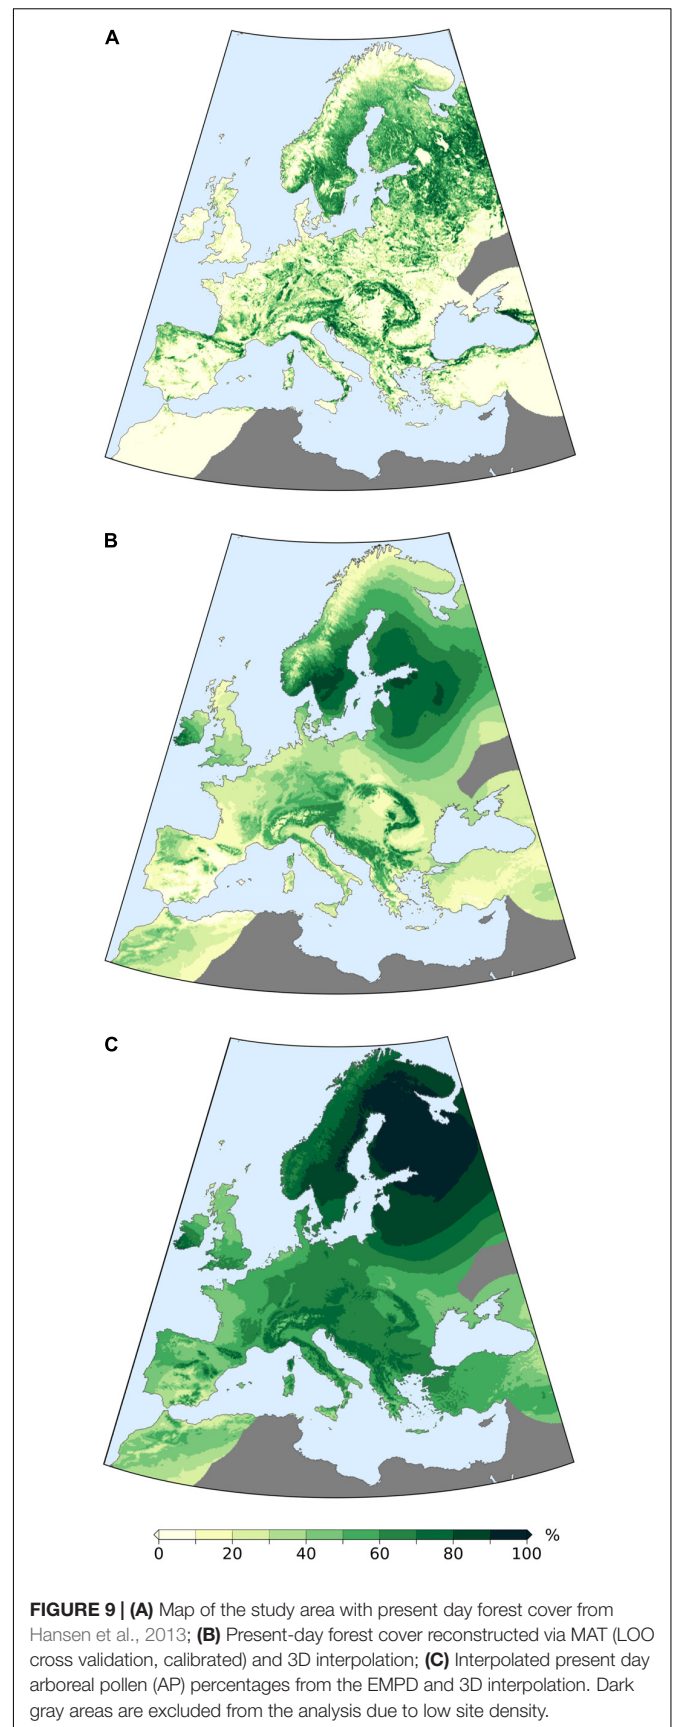 A
B
C
%
0 20 40 60 80 100
FIGURE 9 | (A) Map of the study area with present day forest cover from
Hansen et al., 2013; (B) Present-day forest cover reconstructed via MAT (LOO
cross validation, calibrated) and 3D interpolation; (C) Interpolated present day
arboreal pollen (AP) percentages from the EMPD and 3D interpolation. Dark
gray areas are excluded from the analysis due to low site density.